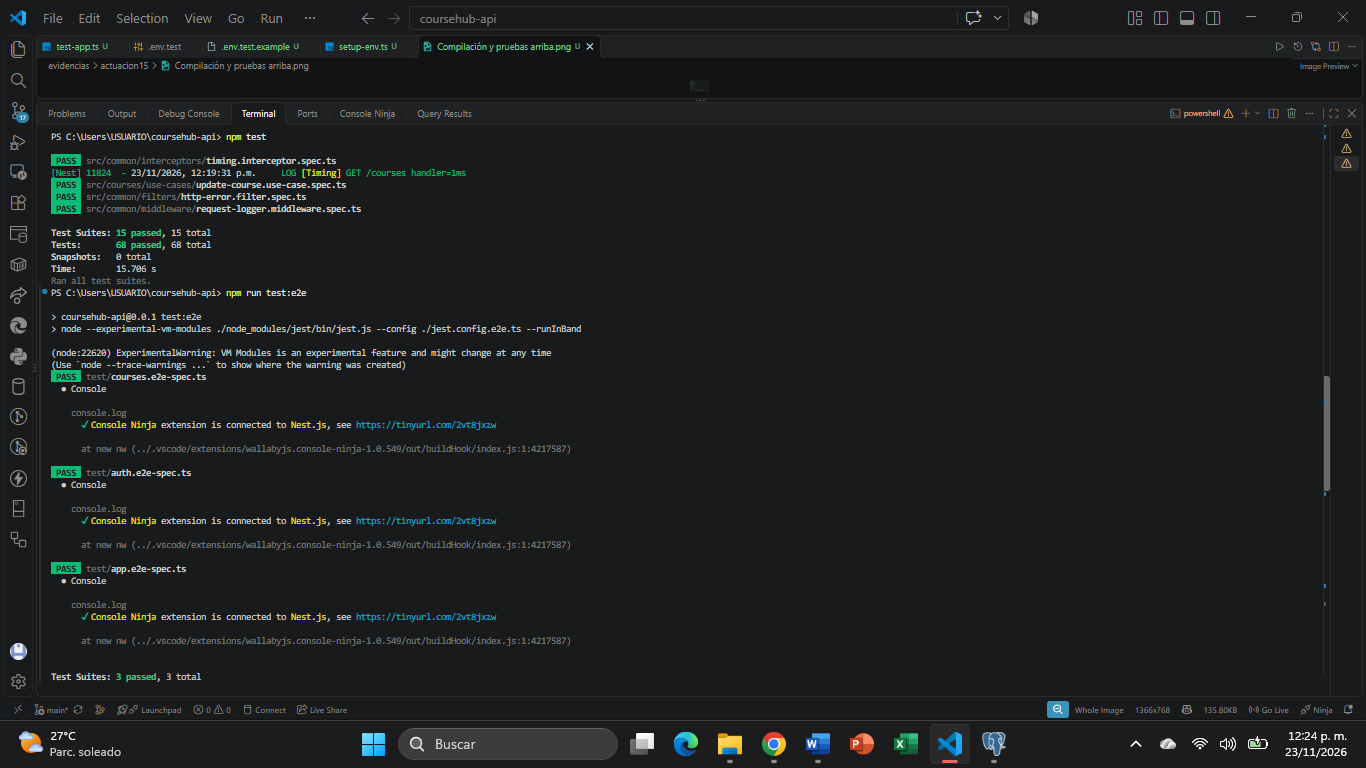 File Edit Selection View Go Run ··· coursehub-api
test-app.ts U .env.test .env.test.example U setup-env.ts U Compilación y pruebas arriba.png U
evidencias > actuacion15 > Compilación y pruebas arriba.png Image Preview
Problems Output Debug Console Terminal Ports Console Ninja Query Results powershell
PS C:\Users\USUARIO\coursehub-api> npm test
PASS src/common/interceptors/timing.interceptor.spec.ts
[Nest] 11824 - 23/11/2026, 12:19:31 p.m. LOG [Timing] GET /courses handler=1ms
PASS src/courses/use-cases/update-course.use-case.spec.ts
PASS src/common/filters/http-error.filter.spec.ts
PASS src/common/middleware/request-logger.middleware.spec.ts
Test Suites: 15 passed, 15 total
Tests: 68 passed, 68 total
Snapshots: 0 total
Time: 15.706 s
Ran all test suites.
PS C:\Users\USUARIO\coursehub-api> npm run test:e2e
> coursehub-api@0.0.1 test:e2e
> node --experimental-vm-modules ./node_modules/jest/bin/jest.js --config ./jest.config.e2e.ts --runInBand
(node:22620) ExperimentalWarning: VM Modules is an experimental feature and might change at any time
(Use `node --trace-warnings ...` to show where the warning was created)
PASS test/courses.e2e-spec.ts
● Console
console.log
✓ Console Ninja extension is connected to Nest.js, see https://tinyurl.com/2vt8jxzw
at new nw (../.vscode/extensions/wallabyjs.console-ninja-1.0.549/out/buildHook/index.js:1:4217587)
PASS test/auth.e2e-spec.ts
● Console
console.log
✓ Console Ninja extension is connected to Nest.js, see https://tinyurl.com/2vt8jxzw
at new nw (../.vscode/extensions/wallabyjs.console-ninja-1.0.549/out/buildHook/index.js:1:4217587)
PASS test/app.e2e-spec.ts
● Console
console.log
✓ Console Ninja extension is connected to Nest.js, see https://tinyurl.com/2vt8jxzw
at new nw (../.vscode/extensions/wallabyjs.console-ninja-1.0.549/out/buildHook/index.js:1:4217587)
Test Suites: 3 passed, 3 total
17
main* Launchpad 0 0 Connect Live Share Whole Image 1366x768 135.80KB Go Live Ninja
27°C
Parc. soleado
Buscar
12:24 p. m.
23/11/2026